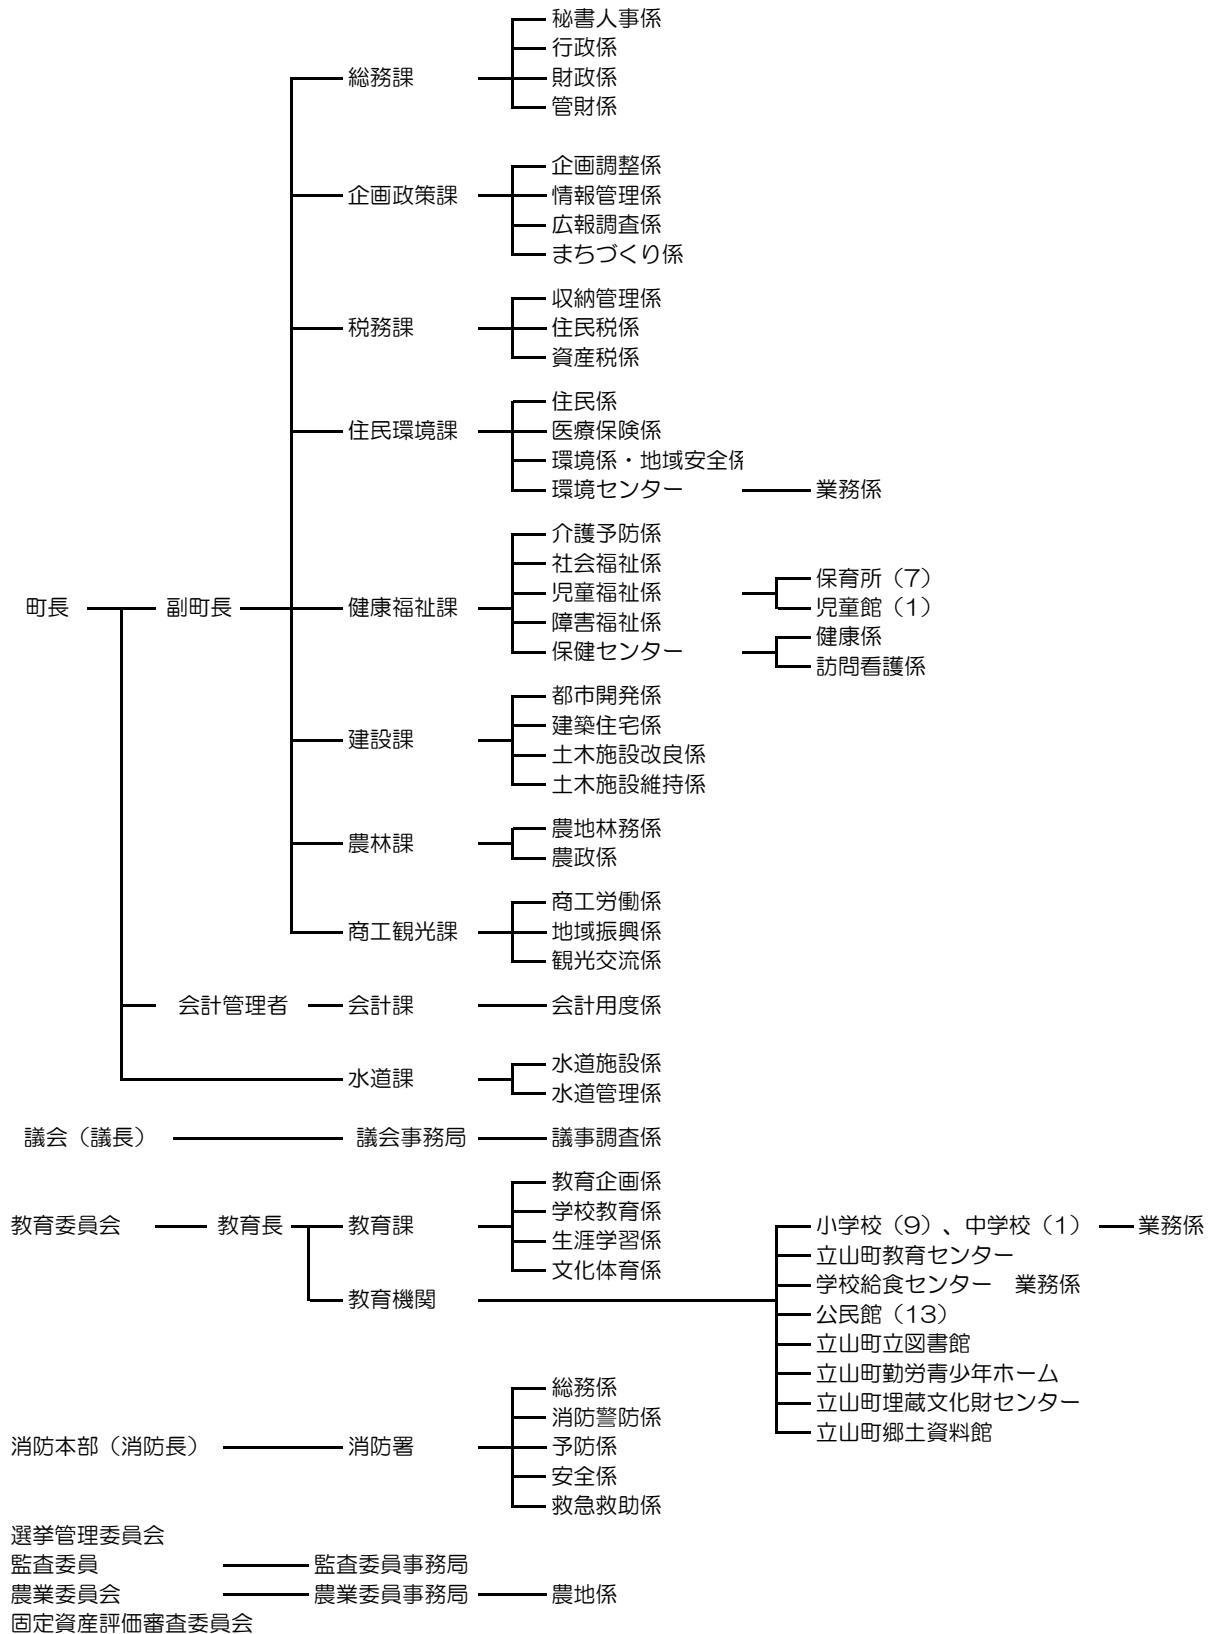 秘書人事係
行政係
総務課 財政係
管財係
企画調整係
企画政策課 情報管理係
広報調査係
まちづくり係
収納管理係
税務課 住民税係
資産税係
住民係
住民環境課 医療保険係
環境係・地域安全係
環境センター 業務係
介護予防係
社会福祉係
保育所（7）
児童福祉係
町長 副町長 健康福祉課 児童館（1）
障害福祉係
健康係
保健センター
訪問看護係
都市開発係
建築住宅係
建設課
土木施設改良係
土木施設維持係
農地林務係
農林課
農政係
商工労働係
商工観光課 地域振興係
観光交流係
会計管理者 会計課 会計用度係
水道施設係
水道課
水道管理係
議会（議長） 議会事務局 議事調査係
教育企画係
学校教育係
教育委員会 教育長 教育課 小学校（9）、中学校（1） 業務係
生涯学習係
立山町教育センター
文化体育係
学校給食センター　業務係
教育機関
公民館（13）
立山町立図書館
立山町勤労青少年ホーム
総務係
立山町埋蔵文化財センター
消防警防係
立山町郷土資料館
消防本部（消防長） 消防署 予防係
安全係
救急救助係
選挙管理委員会
監査委員 監査委員事務局
農業委員会 農業委員事務局 農地係
固定資産評価審査委員会